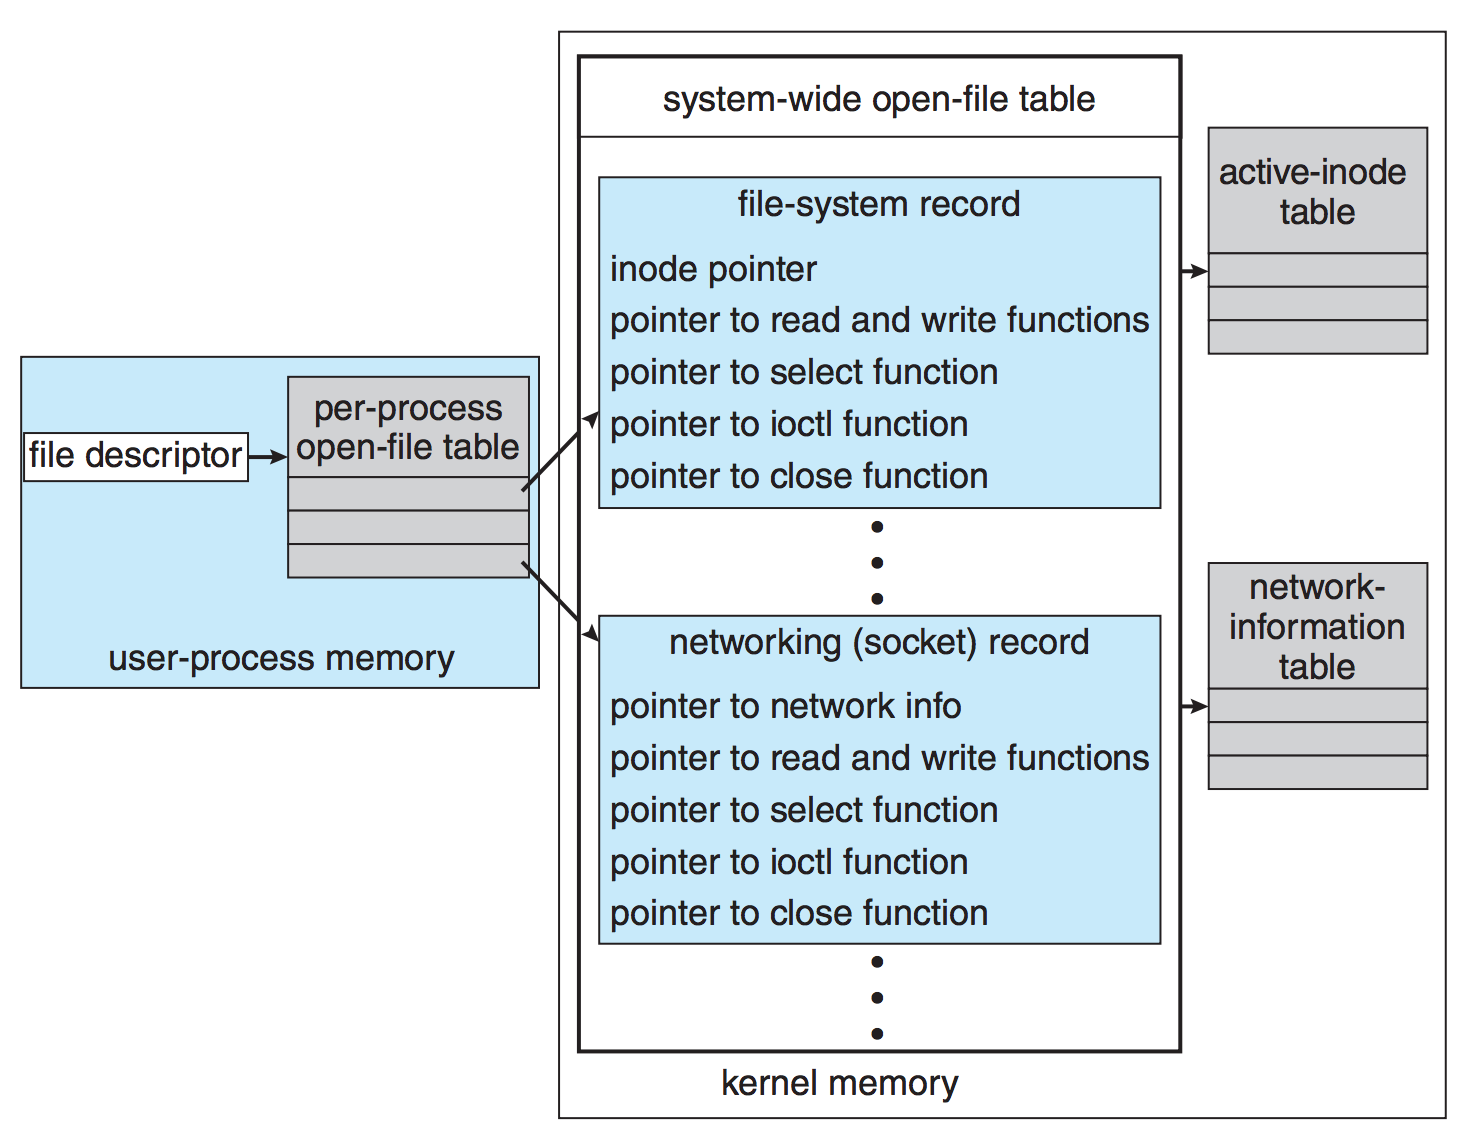 system-wide open-file table
file-system record
inode pointer
pointer to read and write functions
pointer to select function
pointer to ioctl function
pointer to close function
active-inode
table
file descriptor
per-process
open-file table
user-process memory
networking (socket) record
pointer to network info
pointer to read and write functions
pointer to select function
pointer to ioctl function
pointer to close function
network-
information
table
kernel memory